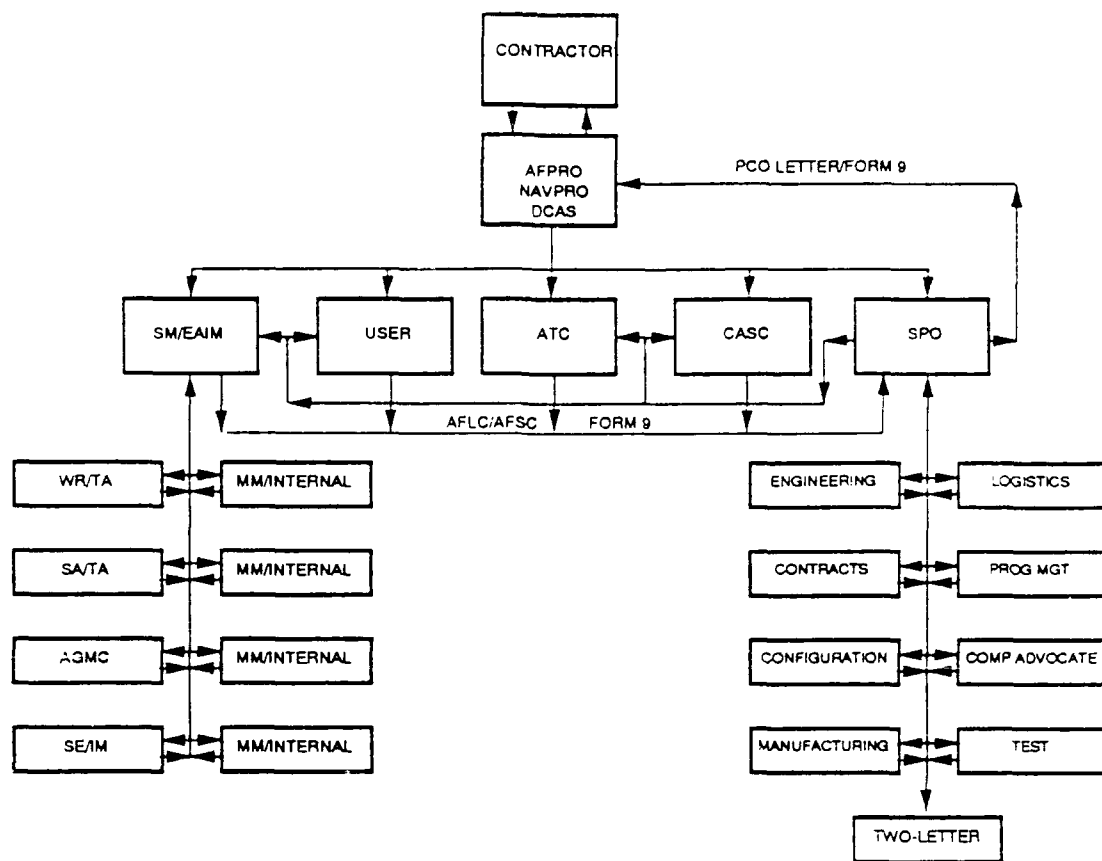 CONTRACTOR
AFPRO
NAVPRO
DCAS
PCO LETTER/FORM 9
SM/EAIM
USER
ATC
CASC
SPO
AFLC/AFSC FORM 9
WR/TA
MM/INTERNAL
ENGINEERING
LOGISTICS
SA/TA
MM/INTERNAL
CONTRACTS
PROG MGT
AGMC
MM/INTERNAL
CONFIGURATION
COMP ADVOCATE
SE/IM
MM/INTERNAL
MANUFACTURING
TEST
TWO-LETTER